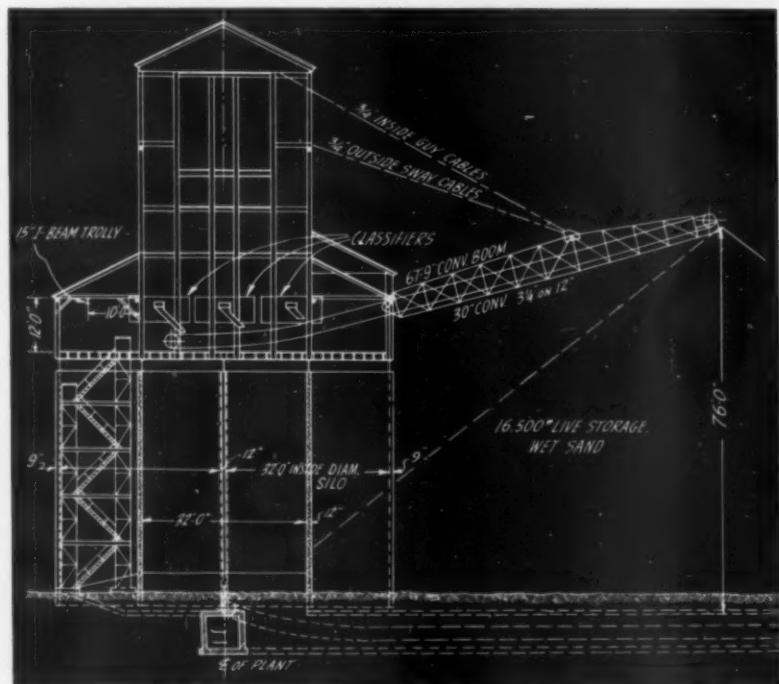 ¾" INSIDE GUY CABLES
¾" OUTSIDE SWAY CABLES
15" I-BEAM TROLLY
CLASSIFIERS
67'-9" CONV. BOOM
30" CONV. 3¼" ON 12"
12'0"
10'0"
76'0"
16,500# LIVE STORAGE.
WET SAND
9"
12"
32'0" INSIDE DIAM.
SILO
9"
32'-0"
12"
℄ OF PLANT